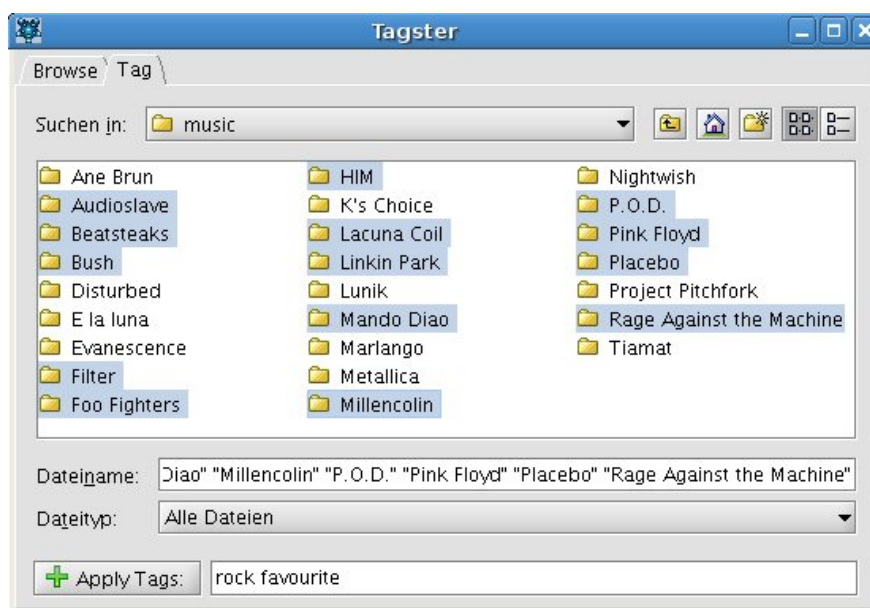 Tagster
Browse Tag
Suchen in: music
Ane Brun
Audioslave
Beatsteaks
Bush
Disturbed
E la luna
Evanescence
Filter
Foo Fighters
HIM
K's Choice
Lacuna Coil
Linkin Park
Lunik
Mando Diao
Marlango
Metallica
Millencolin
Nightwish
P.O.D.
Pink Floyd
Placebo
Project Pitchfork
Rage Against the Machine
Tiamat
Dateiname: Diao" "Millencolin" "P.O.D." "Pink Floyd" "Placebo" "Rage Against the Machine"
Dateityp: Alle Dateien
Apply Tags: rock favourite